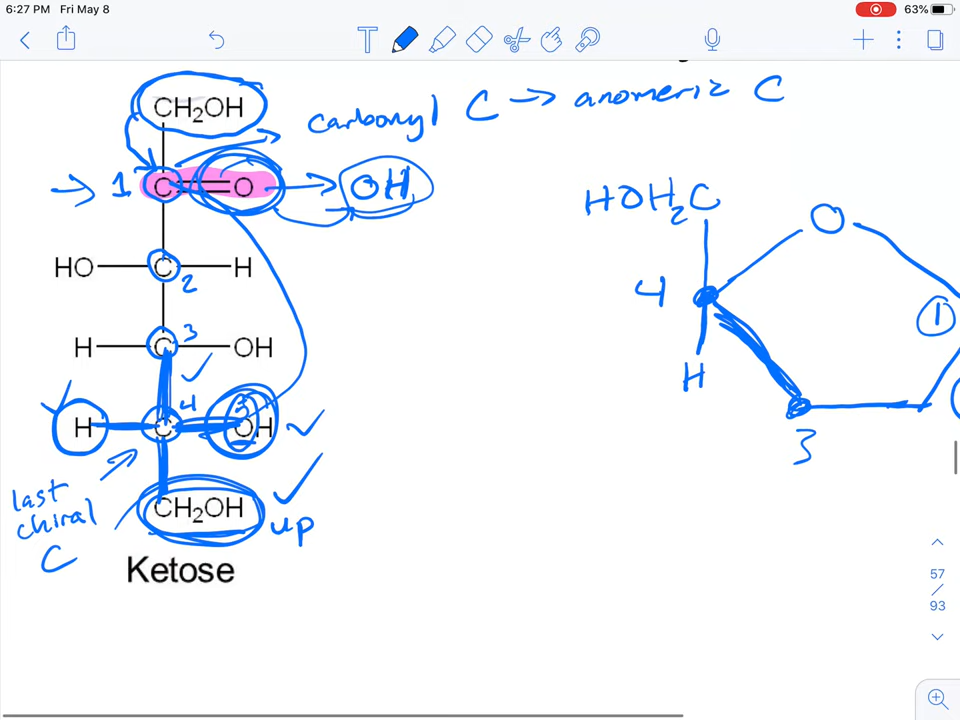 6:27 PM Fri May 8
63%
T
CH₂OH
carbonyl C → anomeric C
→ 1 C=O → OH
HOH₂C
O
HO C H
2
4
1
H C OH
3
H
H C OH
4
5
3
last
chiral
C
CH₂OH
up
Ketose
57
/
93